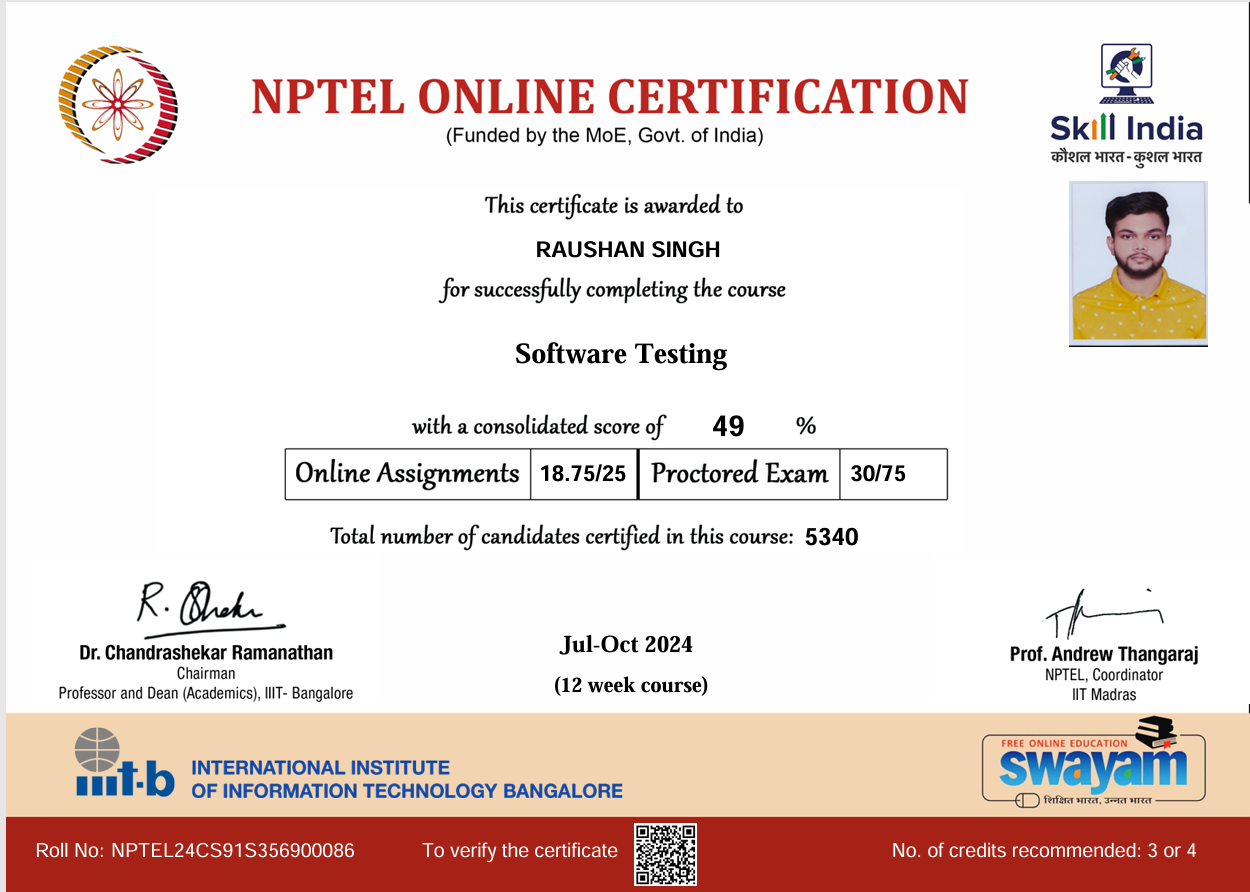 NPTEL ONLINE CERTIFICATION
(Funded by the MoE, Govt. of India)
Skill India
कौशल भारत - कुशल भारत
This certificate is awarded to
RAUSHAN SINGH
for successfully completing the course
Software Testing
with a consolidated score of 49 %
Online Assignments 18.75/25 Proctored Exam 30/75
Total number of candidates certified in this course: 5340
R. Shekar
Dr. Chandrashekar Ramanathan
Chairman
Professor and Dean (Academics), IIIT- Bangalore
Jul-Oct 2024
(12 week course)
Prof. Andrew Thangaraj
NPTEL, Coordinator
IIT Madras
iiit-b
INTERNATIONAL INSTITUTE
OF INFORMATION TECHNOLOGY BANGALORE
FREE ONLINE EDUCATION
swayam
शिक्षित भारत, उन्नत भारत
Roll No: NPTEL24CS91S356900086
To verify the certificate
No. of credits recommended: 3 or 4